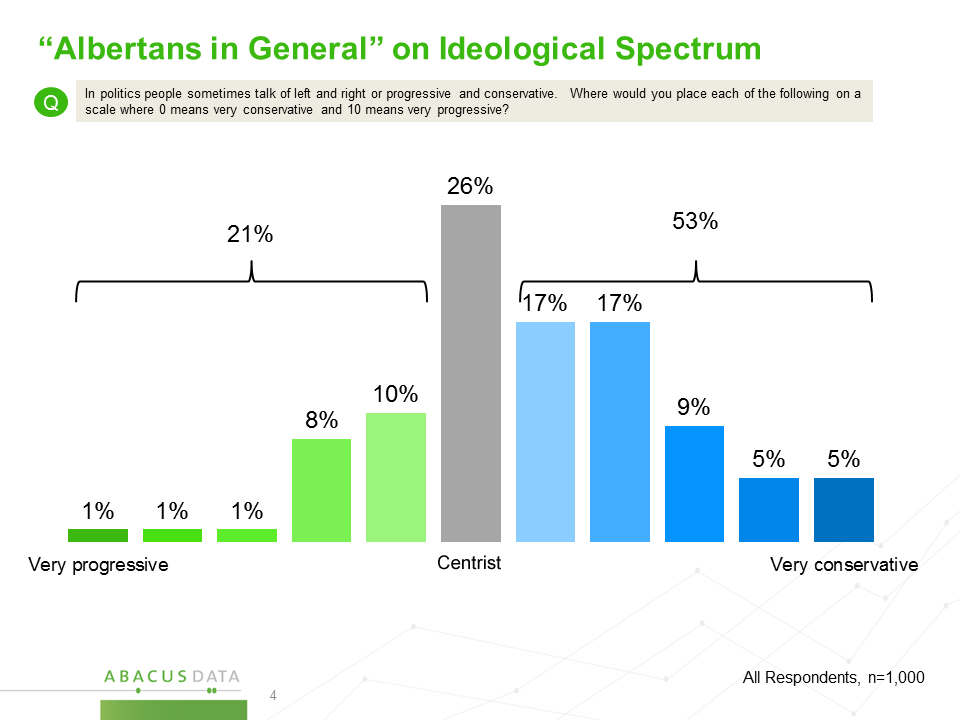 “Albertans in General” on Ideological Spectrum
Q
In politics people sometimes talk of left and right or progressive and conservative. Where would you place each of the following on a
scale where 0 means very conservative and 10 means very progressive?
26%
21%
53%
17% 17%
10%
8%
9%
5% 5%
1% 1% 1%
Very progressive Centrist Very conservative
ABACUS DATA
All Respondents, n=1,000
4